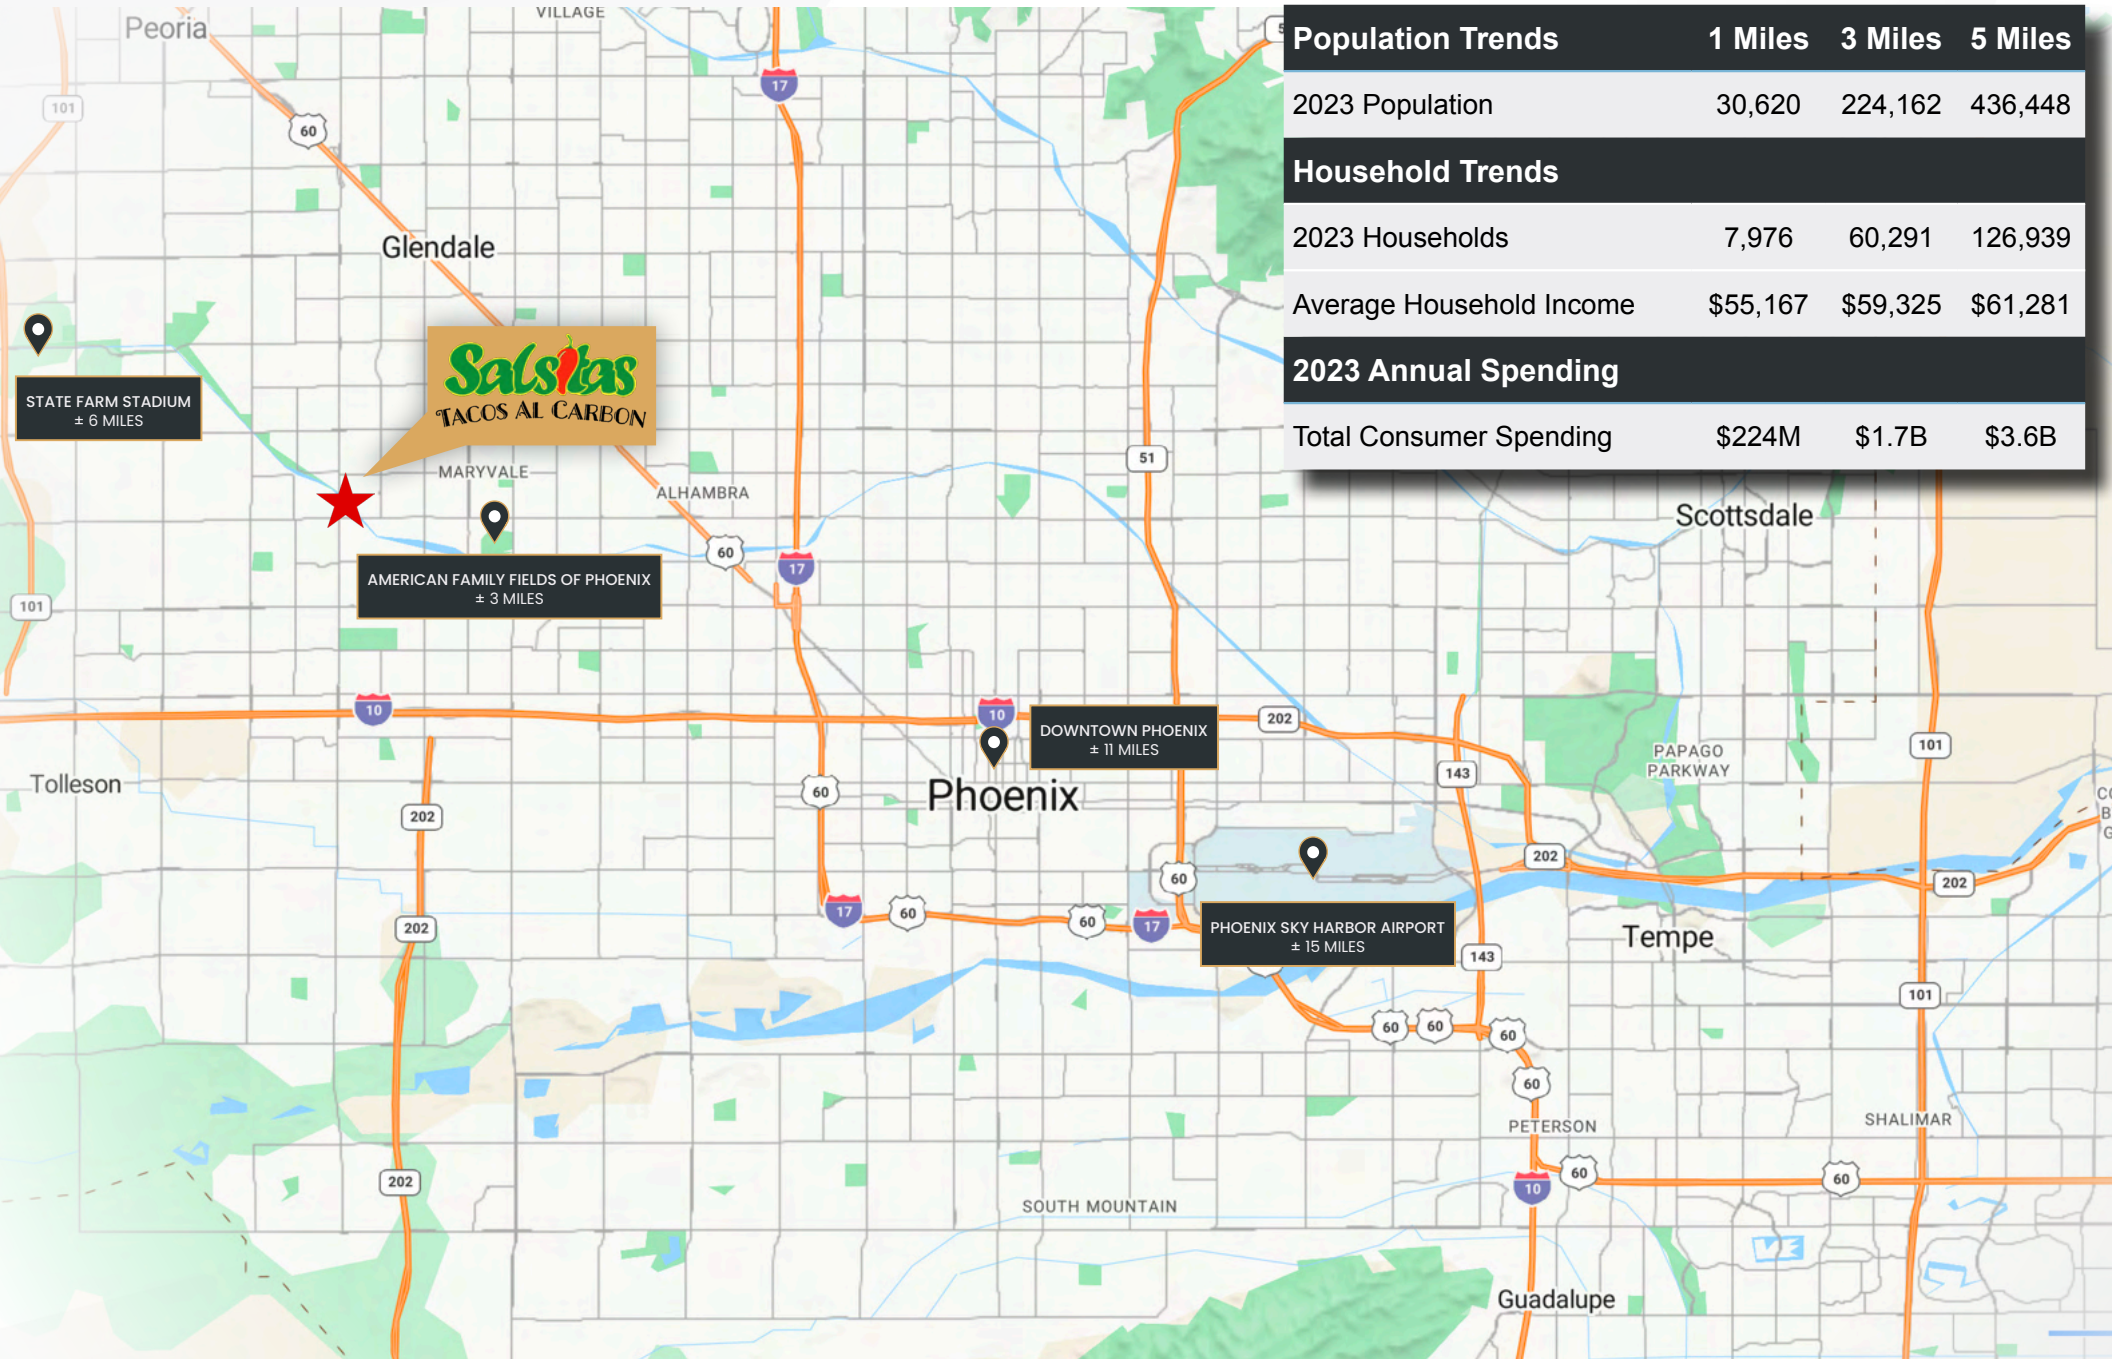 Peoria
VILLAGE
17
5
101
60
Glendale
Population Trends 1 Miles 3 Miles 5 Miles
2023 Population 30,620 224,162 436,448
Household Trends
2023 Households 7,976 60,291 126,939
Average Household Income $55,167 $59,325 $61,281
2023 Annual Spending
Total Consumer Spending $224M $1.7B $3.6B
Salsitas
TACOS AL CARBON
STATE FARM STADIUM
± 6 MILES
MARYVALE
ALHAMBRA
51
Scottsdale
60
17
AMERICAN FAMILY FIELDS OF PHOENIX
± 3 MILES
101
10
10
DOWNTOWN PHOENIX
± 11 MILES
202
101
PAPAGO
PARKWAY
143
Tolleson
60
Phoenix
202
CO
B
G
202
60
202
17
60
60
17
202
PHOENIX SKY HARBOR AIRPORT
± 15 MILES
Tempe
143
101
60
60
60
60
PETERSON
SHALIMAR
202
60
60
10
SOUTH MOUNTAIN
Guadalupe